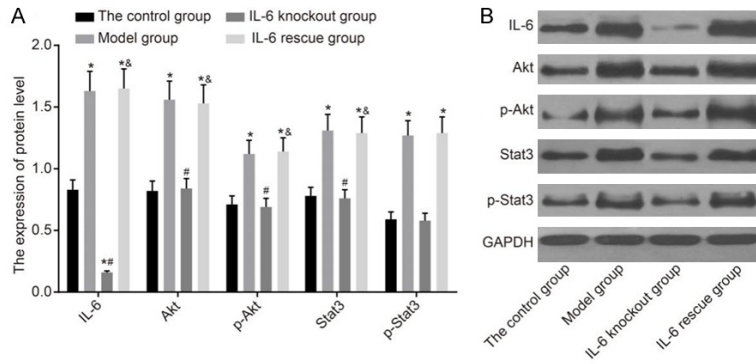 A
The control group
IL-6 knockout group
Model group
IL-6 rescue group
The expression of protein level
2.0
1.5
1.0
0.5
0.0
* * *&
*#
* *&
#
* *&
#
* *&
#
* *
IL-6
Akt
p-Akt
Stat3
p-Stat3
B
IL-6
Akt
p-Akt
Stat3
p-Stat3
GAPDH
The control group
Model group
IL-6 knockout group
IL-6 rescue group